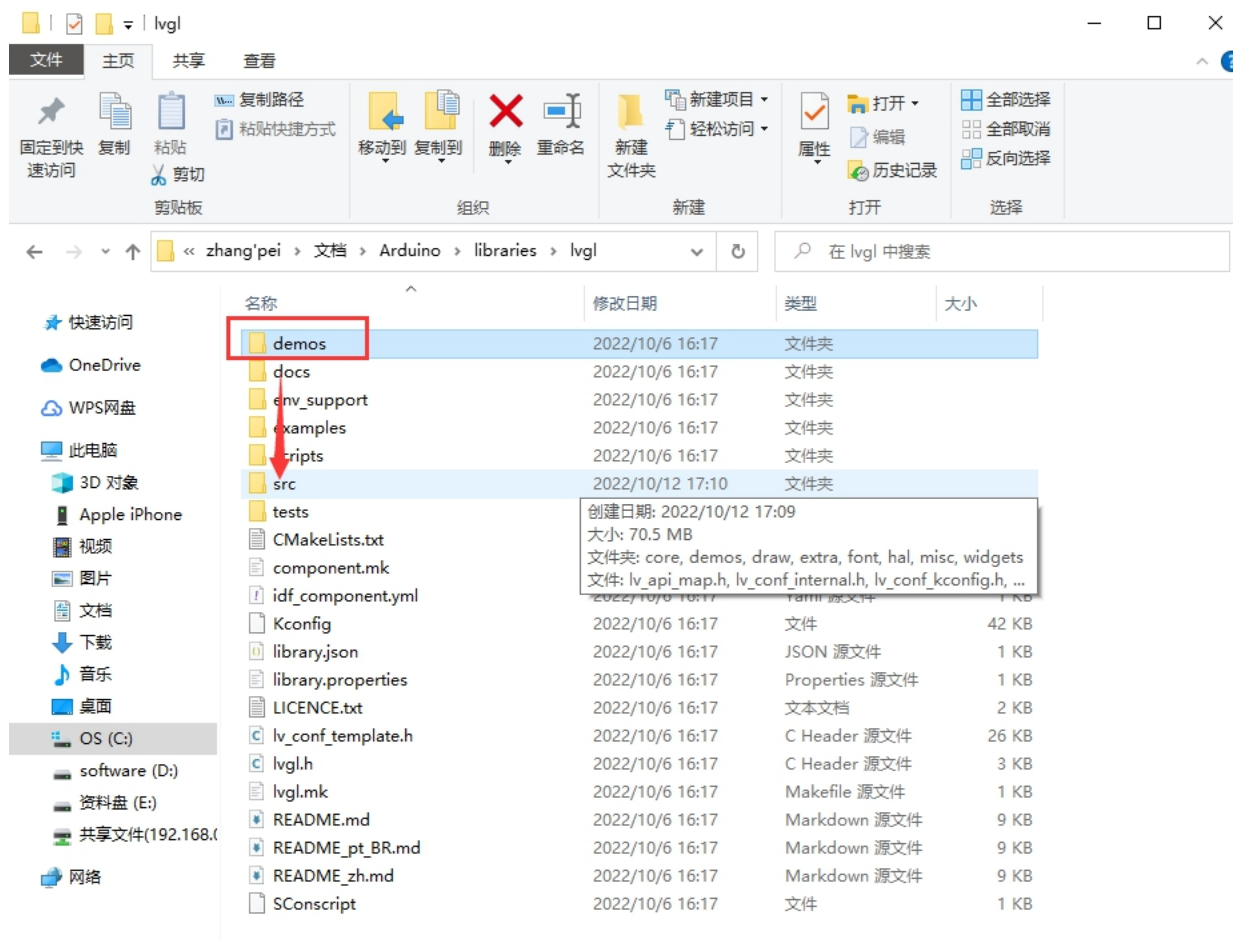 lvgl
文件 主页 共享 查看
固定到快速访问 复制 粘贴 复制路径 粘贴快捷方式 剪切 移动到 复制到 删除 重命名 新建文件夹 新建项目 轻松访问 属性 打开 编辑 历史记录 全部选择 全部取消 反向选择
剪贴板 组织 新建 打开 选择
« zhang'pei › 文档 › Arduino › libraries › lvgl 在 lvgl 中搜索
快速访问
OneDrive
WPS网盘
此电脑
3D 对象
Apple iPhone
视频
图片
文档
下载
音乐
桌面
OS (C:)
software (D:)
资料盘 (E:)
共享文件(192.168.
网络
名称 修改日期 类型 大小
demos 2022/10/6 16:17 文件夹
docs 2022/10/6 16:17 文件夹
env_support 2022/10/6 16:17 文件夹
examples 2022/10/6 16:17 文件夹
scripts 2022/10/6 16:17 文件夹
src 2022/10/12 17:10 文件夹
tests
创建日期: 2022/10/12 17:09
大小: 70.5 MB
文件夹: core, demos, draw, extra, font, hal, misc, widgets
文件: lv_api_map.h, lv_conf_internal.h, lv_conf_kconfig.h, ...
CMakeLists.txt
component.mk
idf_component.yml 2022/10/6 16:17 Yaml 源文件 1 KB
Kconfig 2022/10/6 16:17 文件 42 KB
library.json 2022/10/6 16:17 JSON 源文件 1 KB
library.properties 2022/10/6 16:17 Properties 源文件 1 KB
LICENCE.txt 2022/10/6 16:17 文本文档 2 KB
lv_conf_template.h 2022/10/6 16:17 C Header 源文件 26 KB
lvgl.h 2022/10/6 16:17 C Header 源文件 3 KB
lvgl.mk 2022/10/6 16:17 Makefile 源文件 1 KB
README.md 2022/10/6 16:17 Markdown 源文件 9 KB
README_pt_BR.md 2022/10/6 16:17 Markdown 源文件 9 KB
README_zh.md 2022/10/6 16:17 Markdown 源文件 9 KB
SConscript 2022/10/6 16:17 文件 1 KB